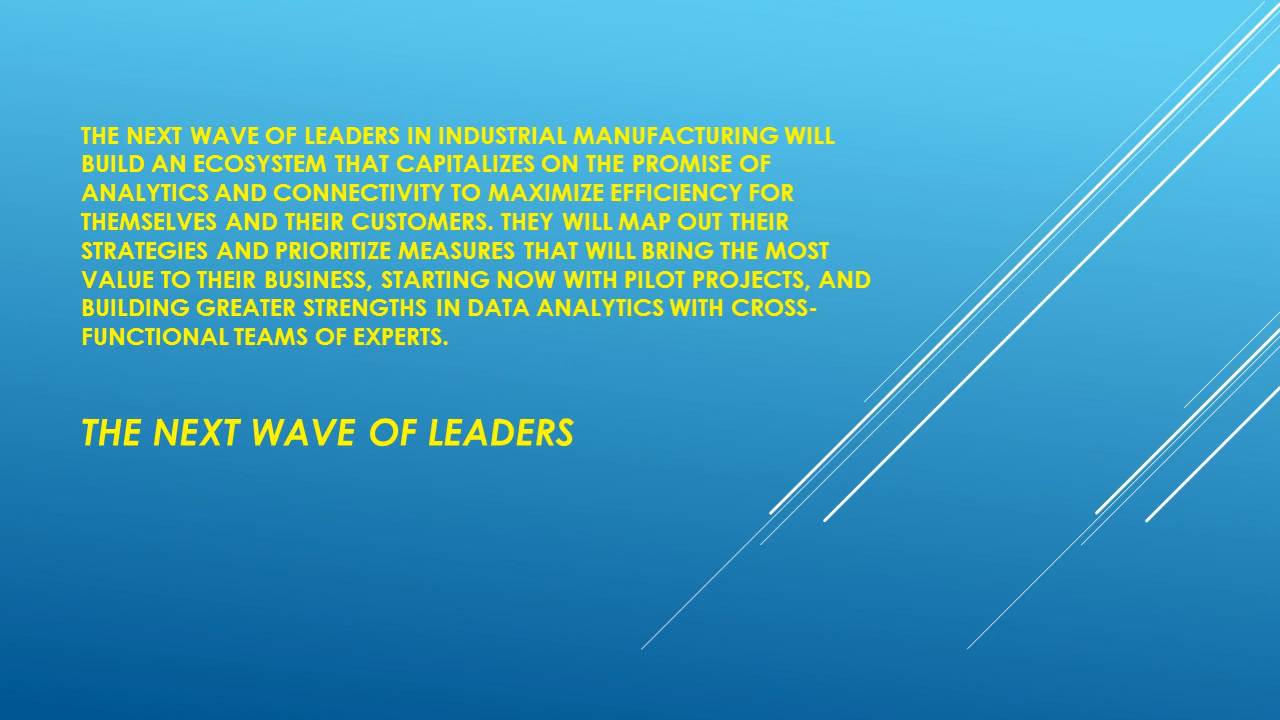 THE NEXT WAVE OF LEADERS IN INDUSTRIAL MANUFACTURING WILL
BUILD AN ECOSYSTEM THAT CAPITALIZES ON THE PROMISE OF
ANALYTICS AND CONNECTIVITY TO MAXIMIZE EFFICIENCY FOR
THEMSELVES AND THEIR CUSTOMERS. THEY WILL MAP OUT THEIR
STRATEGIES AND PRIORITIZE MEASURES THAT WILL BRING THE MOST
VALUE TO THEIR BUSINESS, STARTING NOW WITH PILOT PROJECTS, AND
BUILDING GREATER STRENGTHS IN DATA ANALYTICS WITH CROSS-
FUNCTIONAL TEAMS OF EXPERTS.
THE NEXT WAVE OF LEADERS